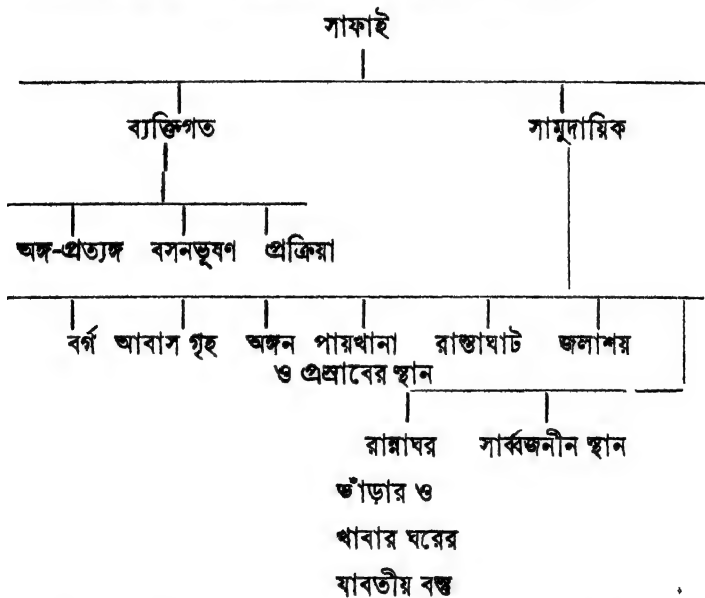 সাফাই
ব্যক্তিগত সামুদায়িক
অঙ্গ-প্রত্যঙ্গ বসনভূষণ প্রক্রিয়া
বর্গ আবাস গৃহ অঙ্গন পায়খানা রাস্তাঘাট জলাশয়
ও প্রস্রাবের স্থান
রান্নাঘর সার্ব্বজনীন স্থান
ভাঁড়ার ও
খাবার ঘরের
যাবতীয় বস্তু